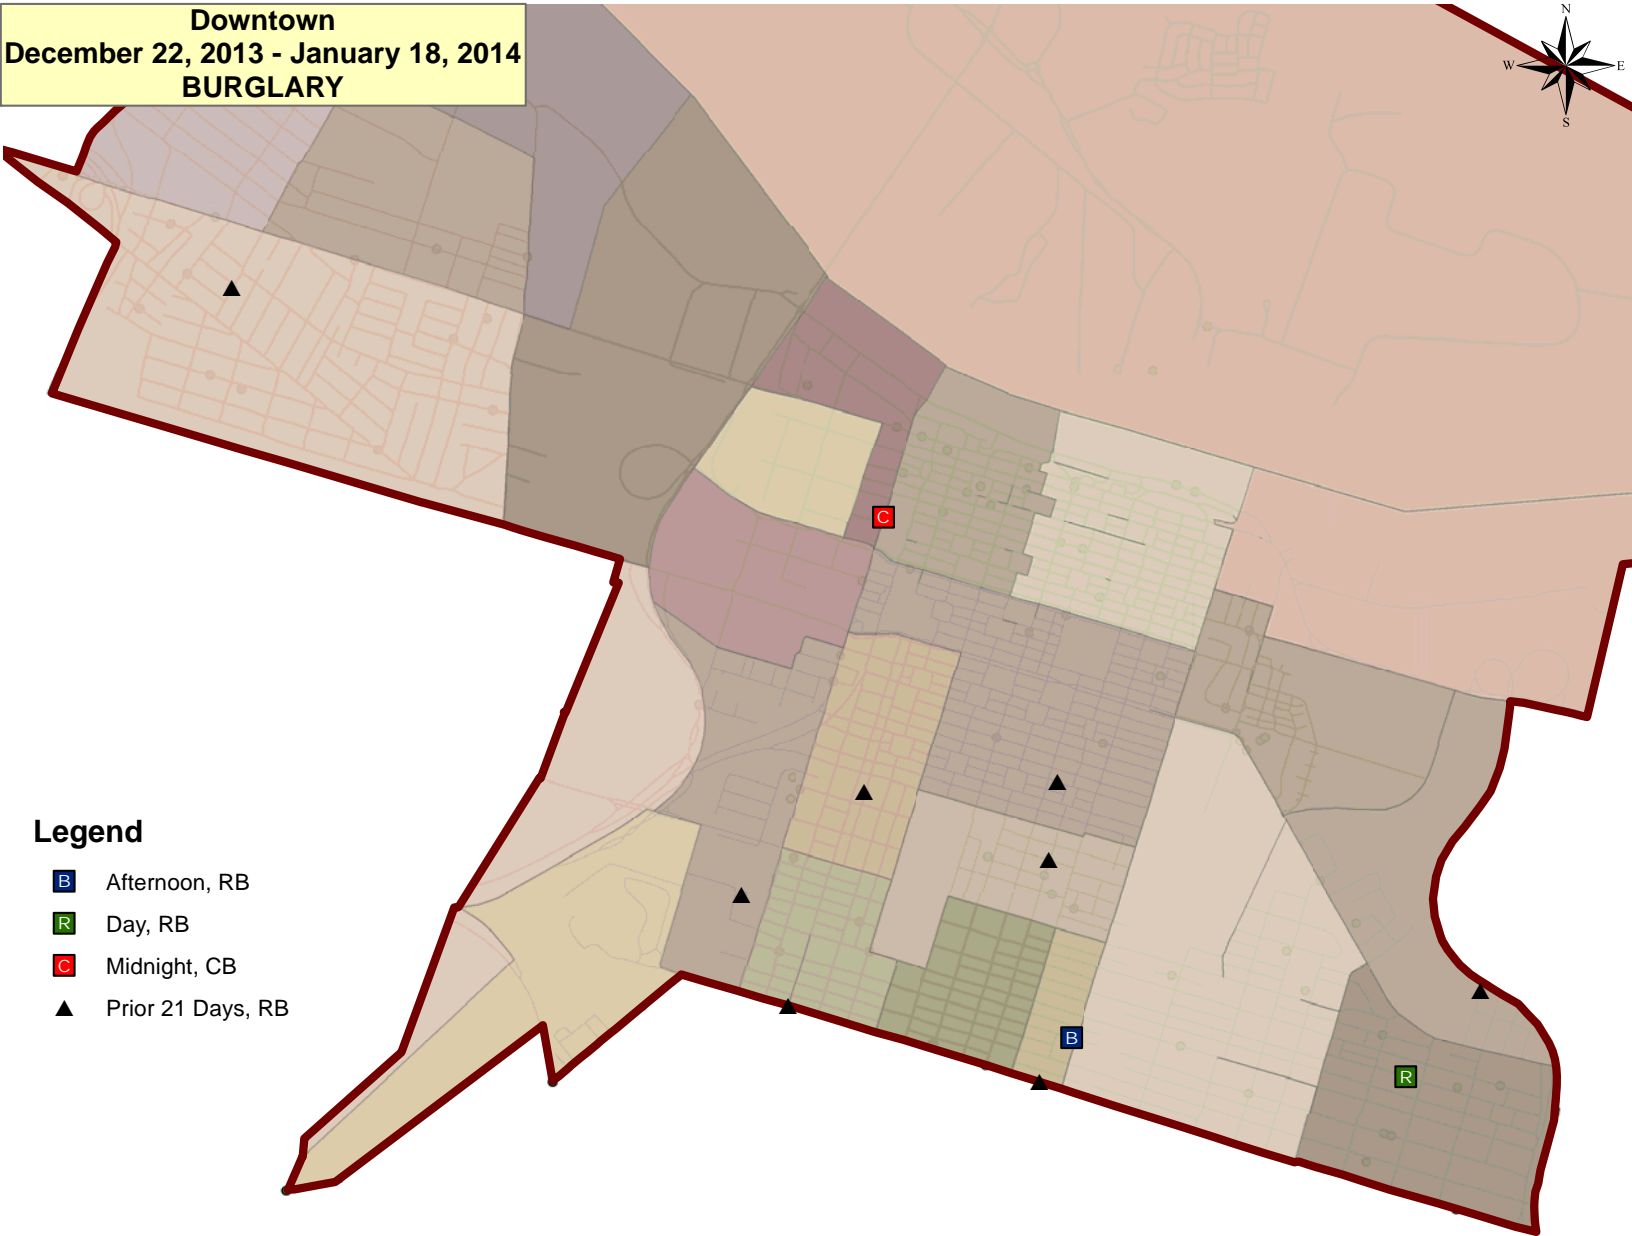 Downtown
December 22, 2013 - January 18, 2014
BURGLARY
N
W E
S
C
Legend
B Afternoon, RB
R Day, RB
C Midnight, CB
Prior 21 Days, RB
B
R